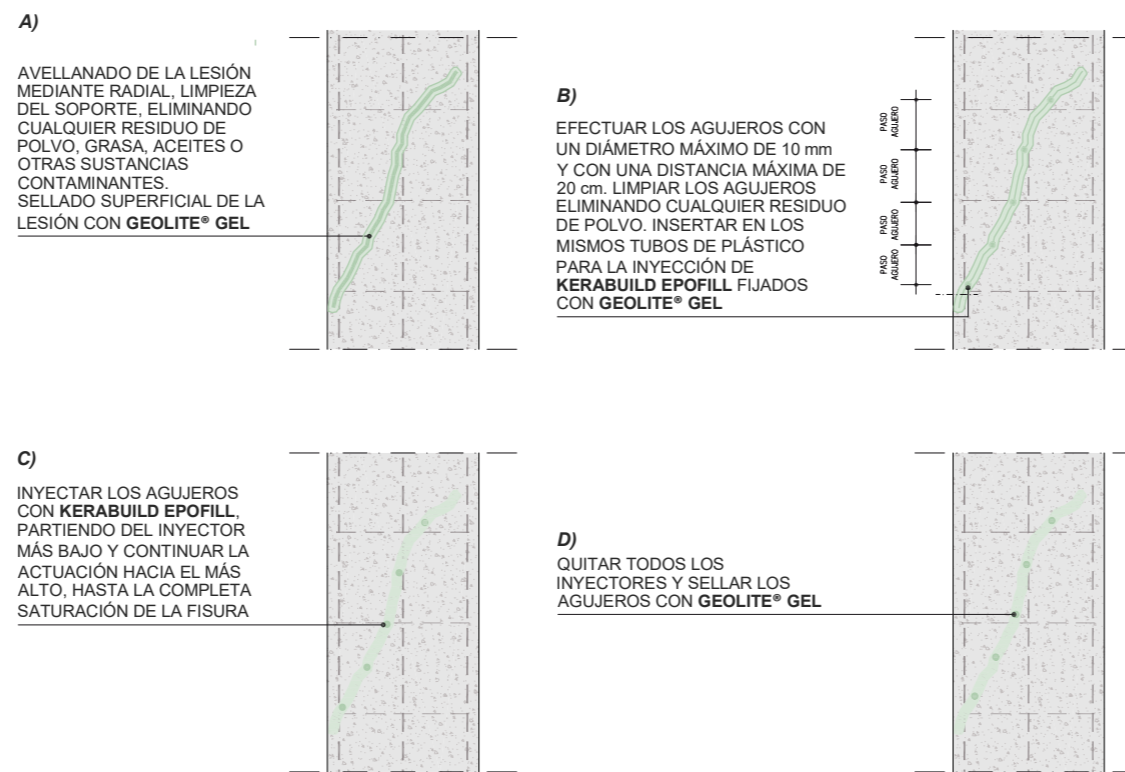 A)
AVELLANADO DE LA LESIÓN
MEDIANTE RADIAL, LIMPIEZA
DEL SOPORTE, ELIMINANDO
CUALQUIER RESIDUO DE
POLVO, GRASA, ACEITES O
OTRAS SUSTANCIAS
CONTAMINANTES.
SELLADO SUPERFICIAL DE LA
LESIÓN CON GEOLITE® GEL
B)
EFECTUAR LOS AGUJEROS CON
UN DIÁMETRO MÁXIMO DE 10 mm
Y CON UNA DISTANCIA MÁXIMA DE
20 cm. LIMPIAR LOS AGUJEROS
ELIMINANDO CUALQUIER RESIDUO
DE POLVO. INSERTAR EN LOS
MISMOS TUBOS DE PLÁSTICO
PARA LA INYECCIÓN DE
KERABUILD EPOFILL FIJADOS
CON GEOLITE® GEL
PASO
AGUJERO
PASO
AGUJERO
PASO
AGUJERO
PASO
AGUJERO
C)
INYECTAR LOS AGUJEROS
CON KERABUILD EPOFILL,
PARTIENDO DEL INYECTOR
MÁS BAJO Y CONTINUAR LA
ACTUACIÓN HACIA EL MÁS
ALTO, HASTA LA COMPLETA
SATURACIÓN DE LA FISURA
D)
QUITAR TODOS LOS
INYECTORES Y SELLAR LOS
AGUJEROS CON GEOLITE® GEL